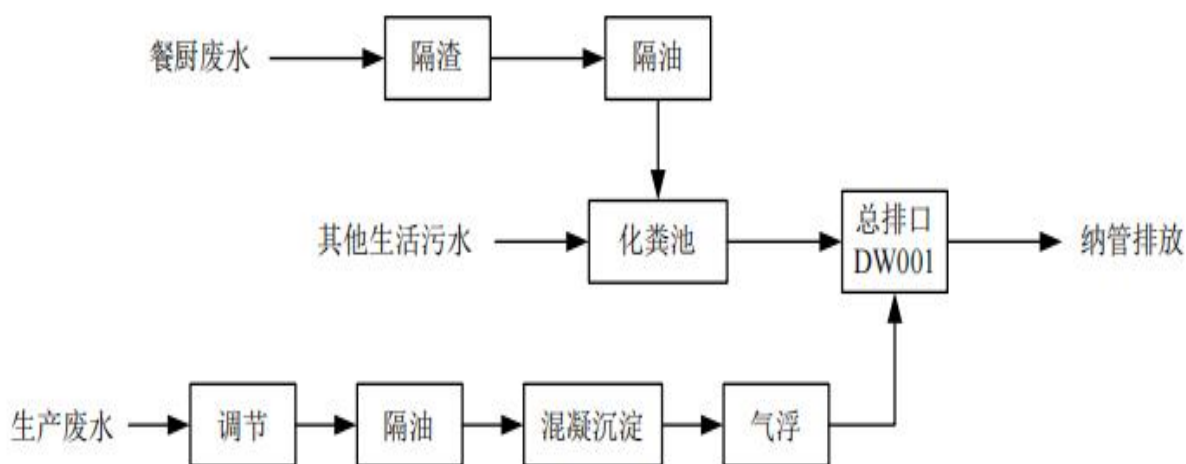 餐厨废水
隔渣
隔油
其他生活污水
化粪池
总排口
DW001
纳管排放
生产废水
调节
隔油
混凝沉淀
气浮